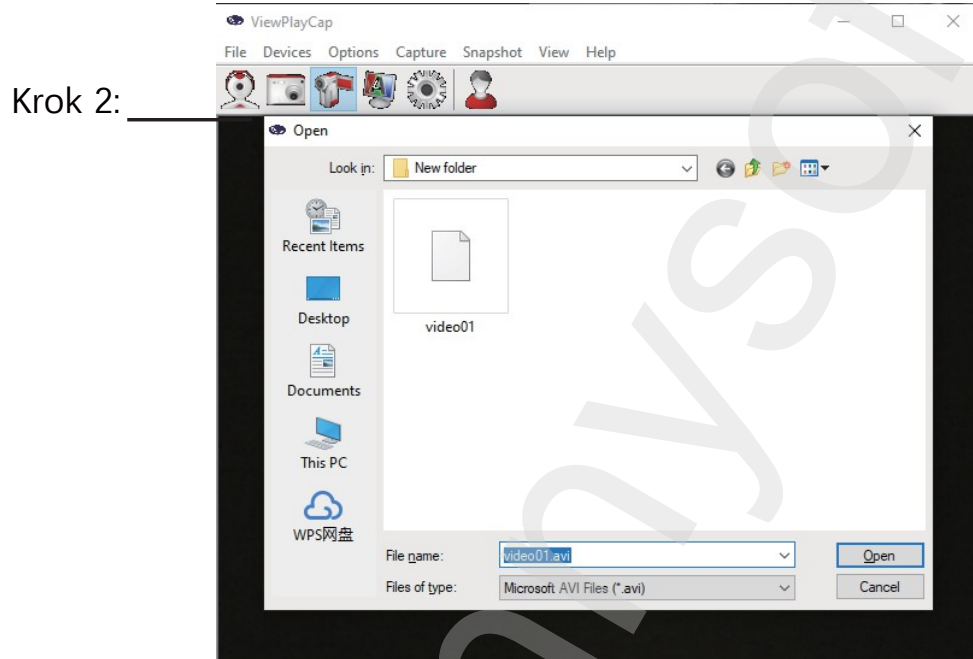 ViewPlayCap
File Devices Options Capture Snapshot View Help
Krok 2:
Open
Look in: New folder
Recent Items
Desktop
Documents
This PC
WPS网盘
video01
File name: video01.avi Open
Files of type: Microsoft AVI Files (*.avi) Cancel